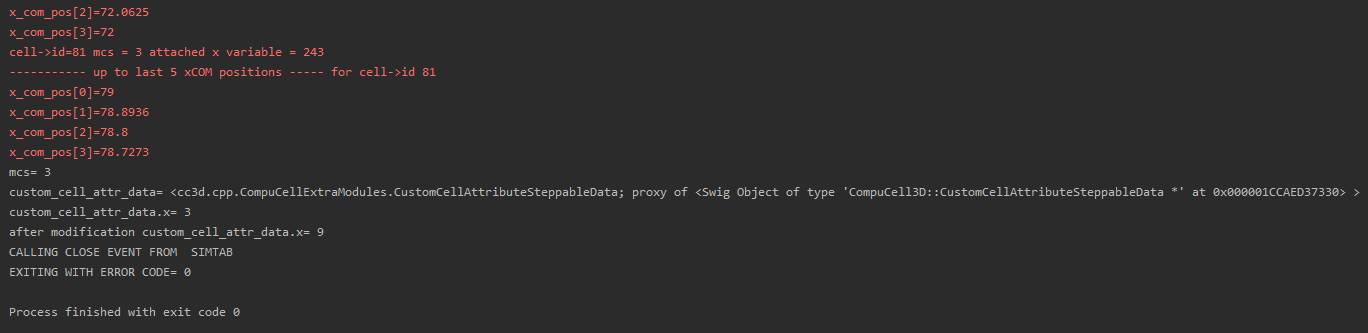 x_com_pos[2]=72.0625
x_com_pos[3]=72
cell->id=81 mcs = 3 attached x variable = 243
----------- up to last 5 xCOM positions ----- for cell->id 81
x_com_pos[0]=79
x_com_pos[1]=78.8936
x_com_pos[2]=78.8
x_com_pos[3]=78.7273
mcs= 3
custom_cell_attr_data= <cc3d.cpp.CompuCellExtraModules.CustomCellAttributeSteppableData; proxy of <Swig Object of type 'CompuCell3D::CustomCellAttributeSteppableData *' at 0x000001CCAED37330> >
custom_cell_attr_data.x= 3
after modification custom_cell_attr_data.x= 9
CALLING CLOSE EVENT FROM  SIMTAB
EXITING WITH ERROR CODE= 0
Process finished with exit code 0